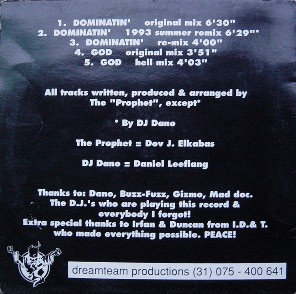 1. DOMINATIN' original mix 6'30"
2. DOMINATIN' 1993 summer remix 6'29"*
3. DOMINATIN' re-mix 4'00"
4. GOD original mix 3'51"
5. GOD hell mix 4'03"
All tracks written, produced & arranged by
The "Prophet", except*
* By DJ Dano
The Prophet = Dov J. Elkabas
DJ Dano = Daniel Leeflang
Thanks to: Dano, Buzz-Fuzz, Gizmo, Mad doc.
The D.J.'s who are playing this record &
everybody I forgot!
Extra special thanks to Irfan & Duncan from I.D.& T.
who made everything possible. PEACE!
dreamteam productions (31) 075 - 400 641